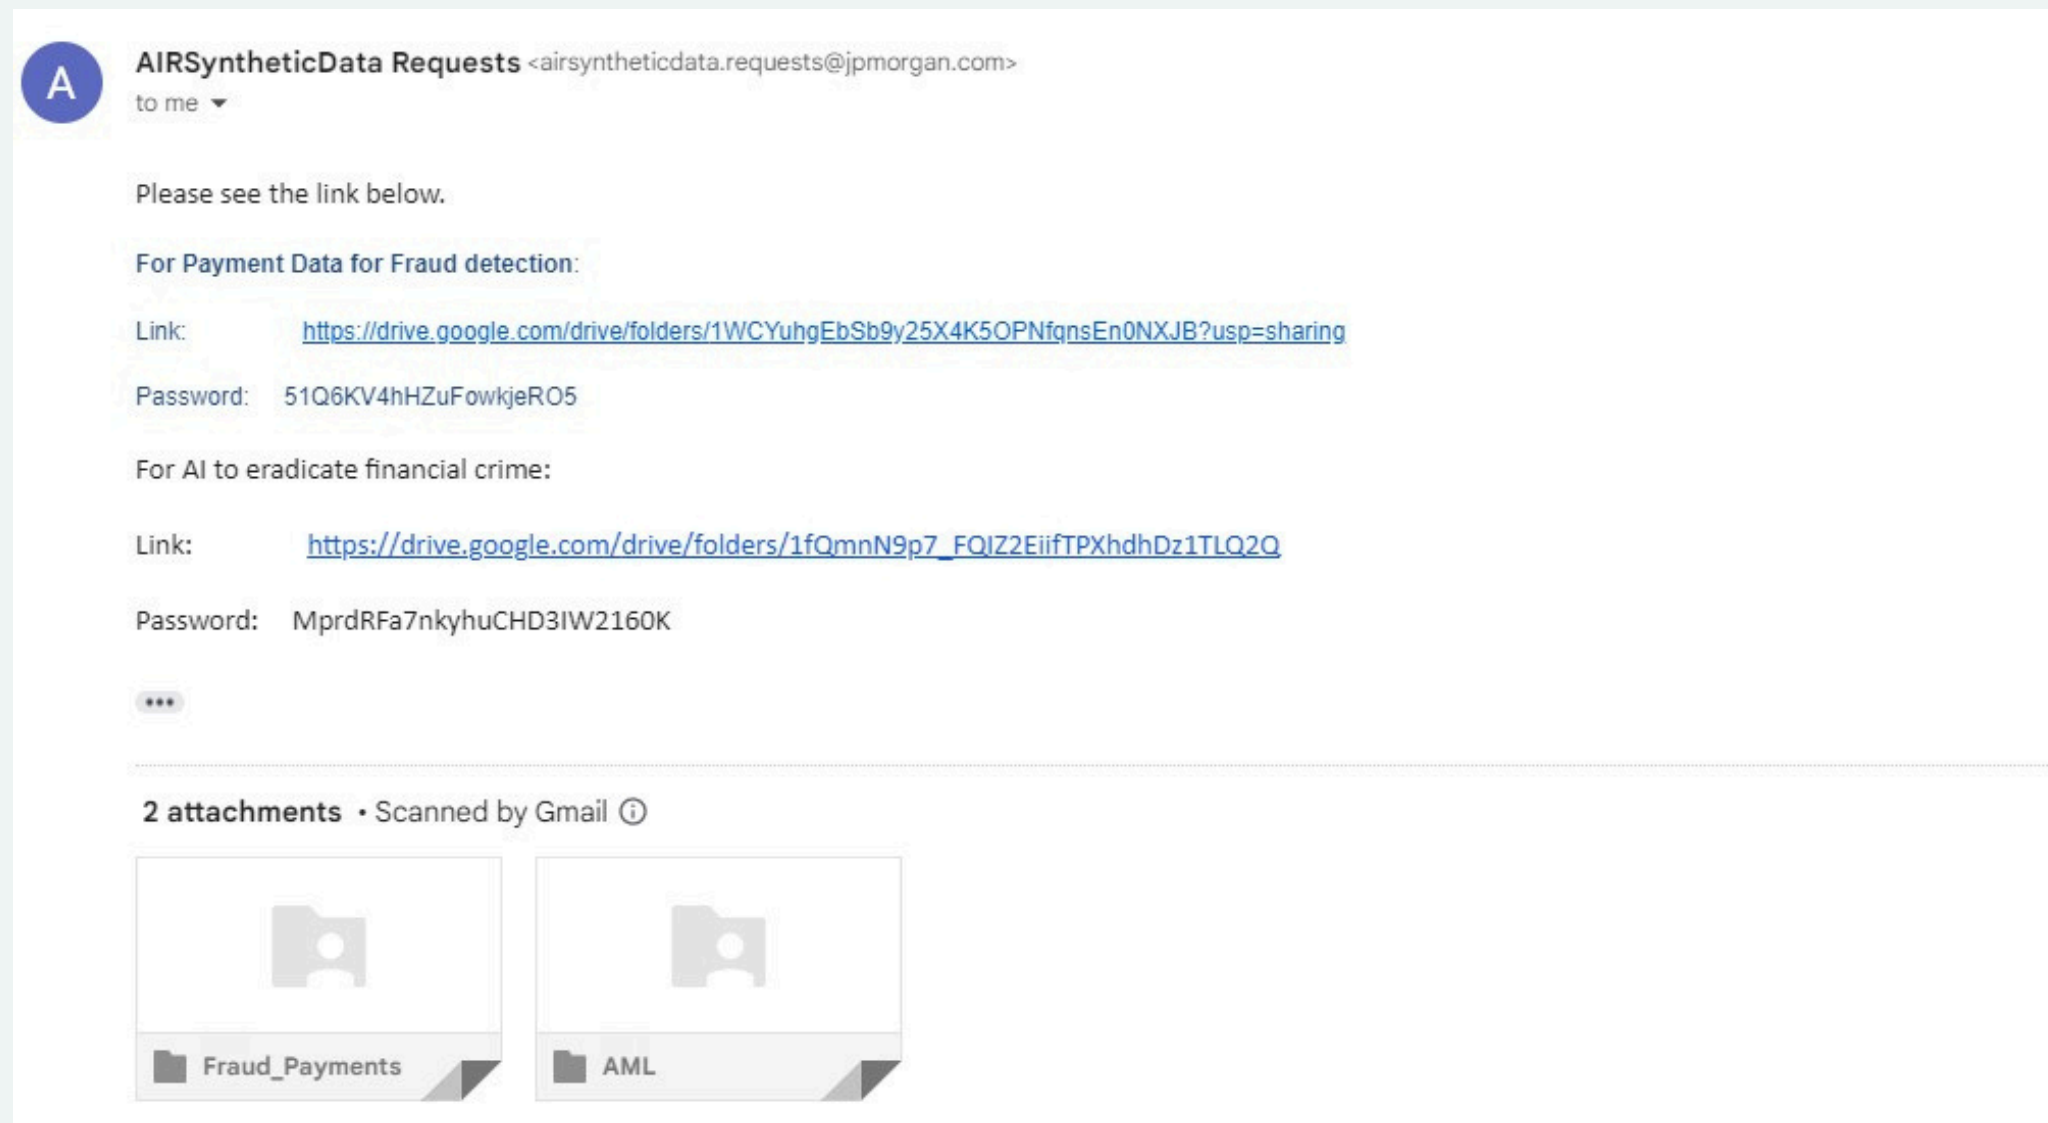 A
AIRSyntheticData Requests <airsyntheticdata.requests@jpmorgan.com>
to me
Please see the link below.
For Payment Data for Fraud detection:
Link: https://drive.google.com/drive/folders/1WCYuhgEbSb9y25X4K5OPNfqnsEn0NXJB?usp=sharing
Password: 51Q6KV4hHZuFowkjeRO5
For AI to eradicate financial crime:
Link: https://drive.google.com/drive/folders/1fQmnN9p7_FQIZ2EiifTPXhdhDz1TLQ2Q
Password: MprdRFa7nkyhuCHD3IW2160K
•••
2 attachments • Scanned by Gmail
Fraud_Payments
AML